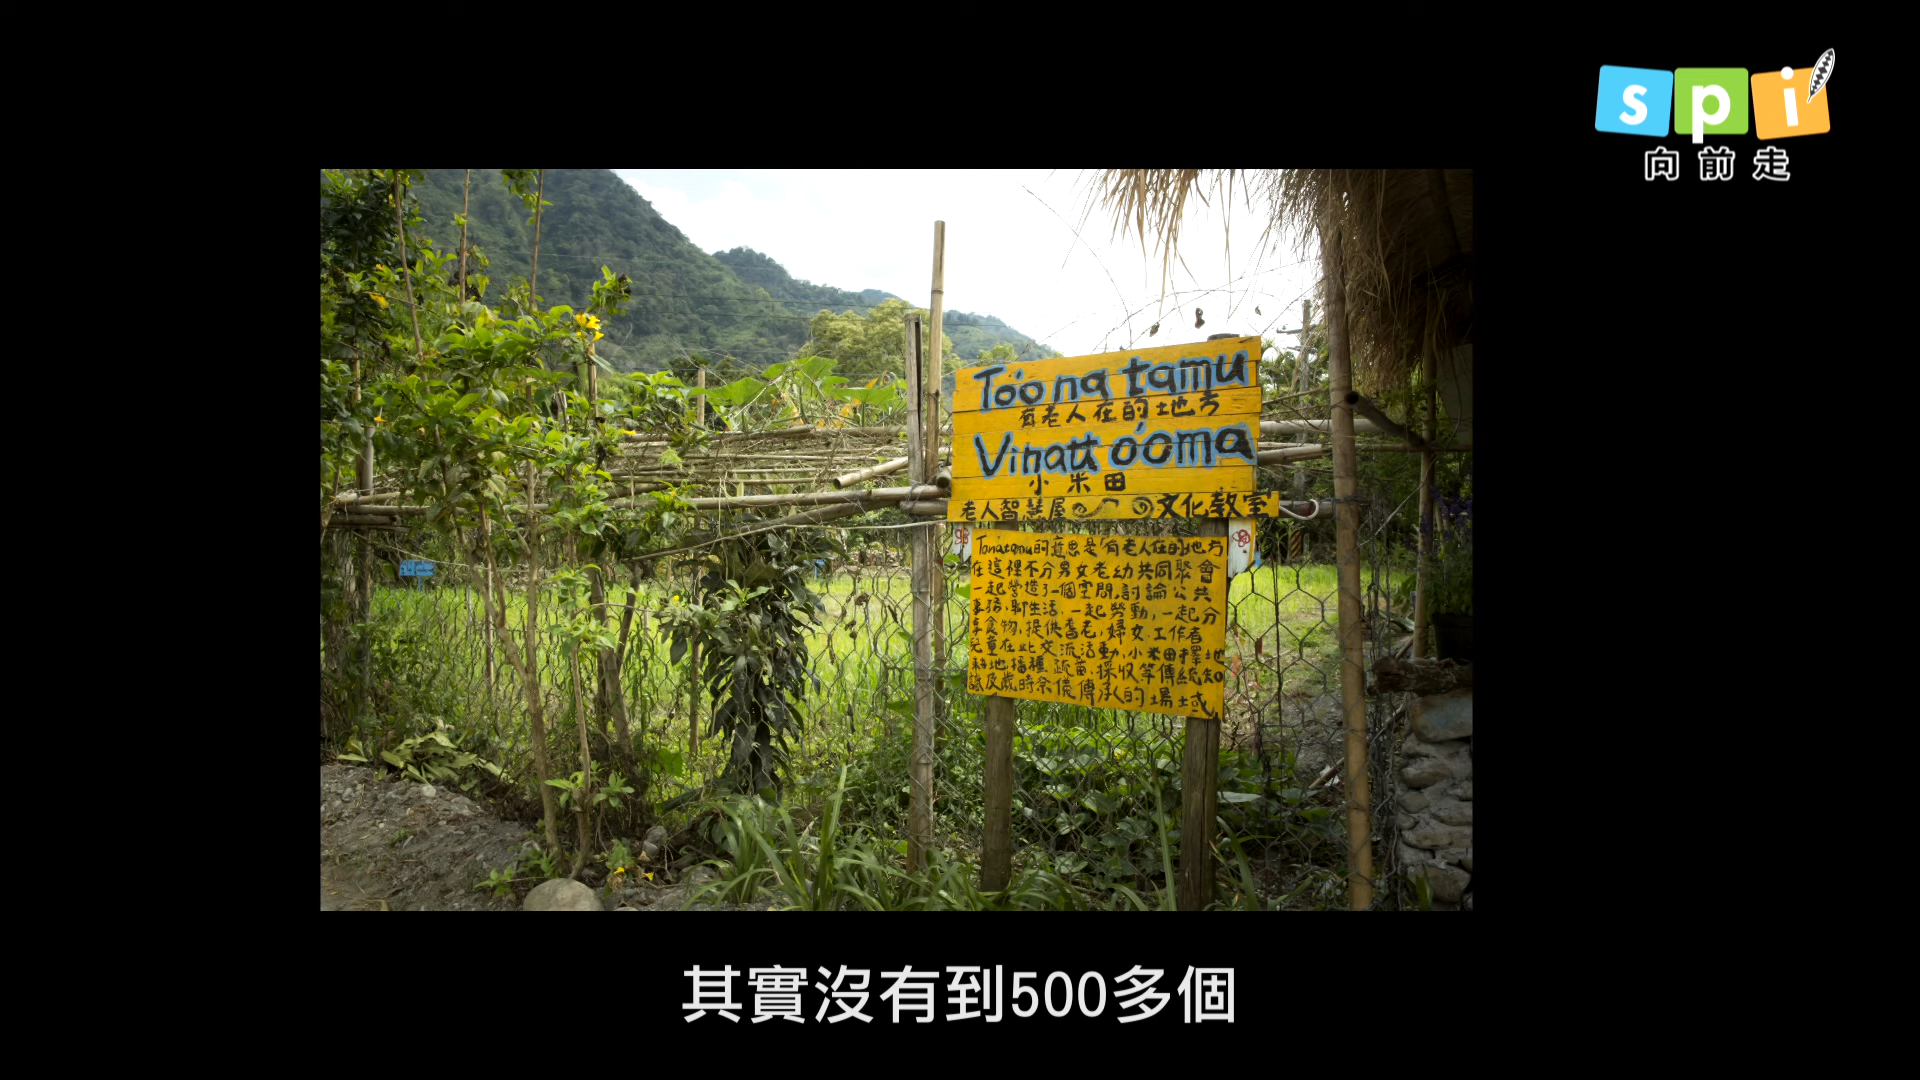 spi
向前走
Tó'ona tamu
有老人在的地方
Vinatt ó'oma
小米田
老人智慧屋 文化教室
Tonatamu的意思是「有老人在的地方
在這裡不分男女老幼共同聚會
一起營造了一個空間,討論公共
事務,聊生活,一起勞動,一起分
享食物,提供耆老,婦女工作者
兒童在此交流活動,小米田擇地
播種 疏苗,採收等傳統知
識及歲時祭儀傳承的場域
其實沒有到500多個